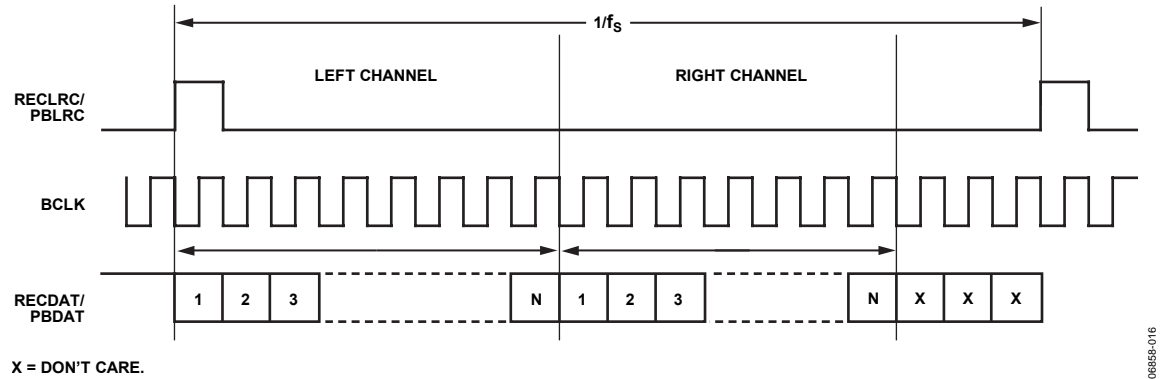 1/fS
LEFT CHANNEL
RIGHT CHANNEL
RECLRC/
PBLRC
BCLK
RECDAT/
PBDAT
1 2 3 N 1 2 3 N X X X
X = DON'T CARE.
06858-016